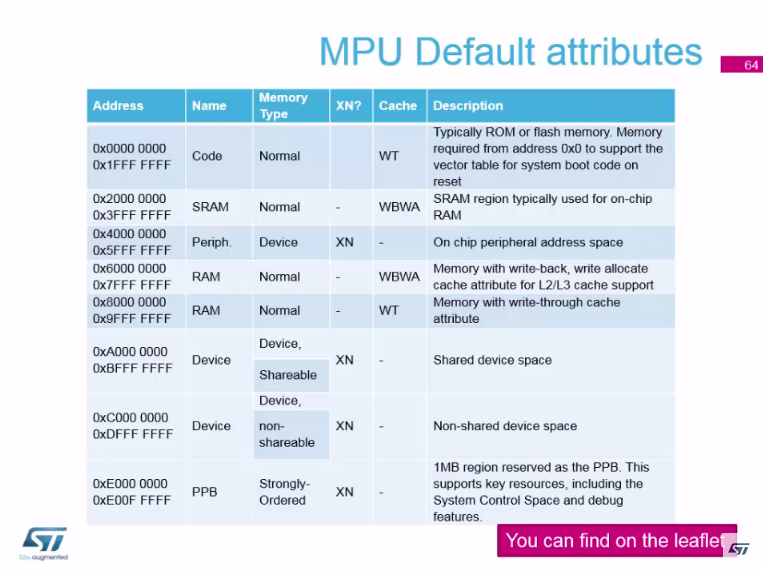 MPU Default attributes
64
Address Name Memory Type XN? Cache Description
0x0000 0000
0x1FFF FFFF
Code
Normal
WT
Typically ROM or flash memory. Memory
required from address 0x0 to support the
vector table for system boot code on
reset
0x2000 0000
0x3FFF FFFF
SRAM
Normal
-
WBWA
SRAM region typically used for on-chip
RAM
0x4000 0000
0x5FFF FFFF
Periph.
Device
XN
-
On chip peripheral address space
0x6000 0000
0x7FFF FFFF
RAM
Normal
-
WBWA
Memory with write-back, write allocate
cache attribute for L2/L3 cache support
0x8000 0000
0x9FFF FFFF
RAM
Normal
-
WT
Memory with write-through cache
attribute
0xA000 0000
0xBFFF FFFF
Device
Device,
Shareable
XN
-
Shared device space
0xC000 0000
0xDFFF FFFF
Device
Device,
non-
shareable
XN
-
Non-shared device space
0xE000 0000
0xE00F FFFF
PPB
Strongly-
Ordered
XN
-
1MB region reserved as the PPB. This
supports key resources, including the
System Control Space and debug
features.
You can find on the leaflet
ST
life.augmented